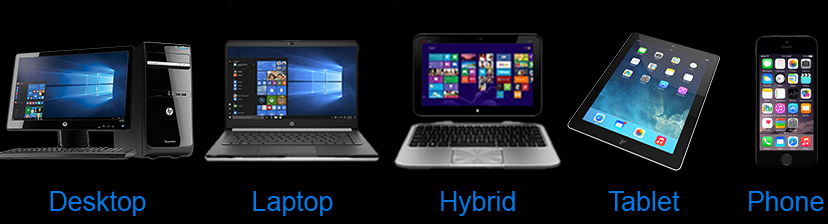 Desktop
Laptop
Hybrid
Tablet
Phone